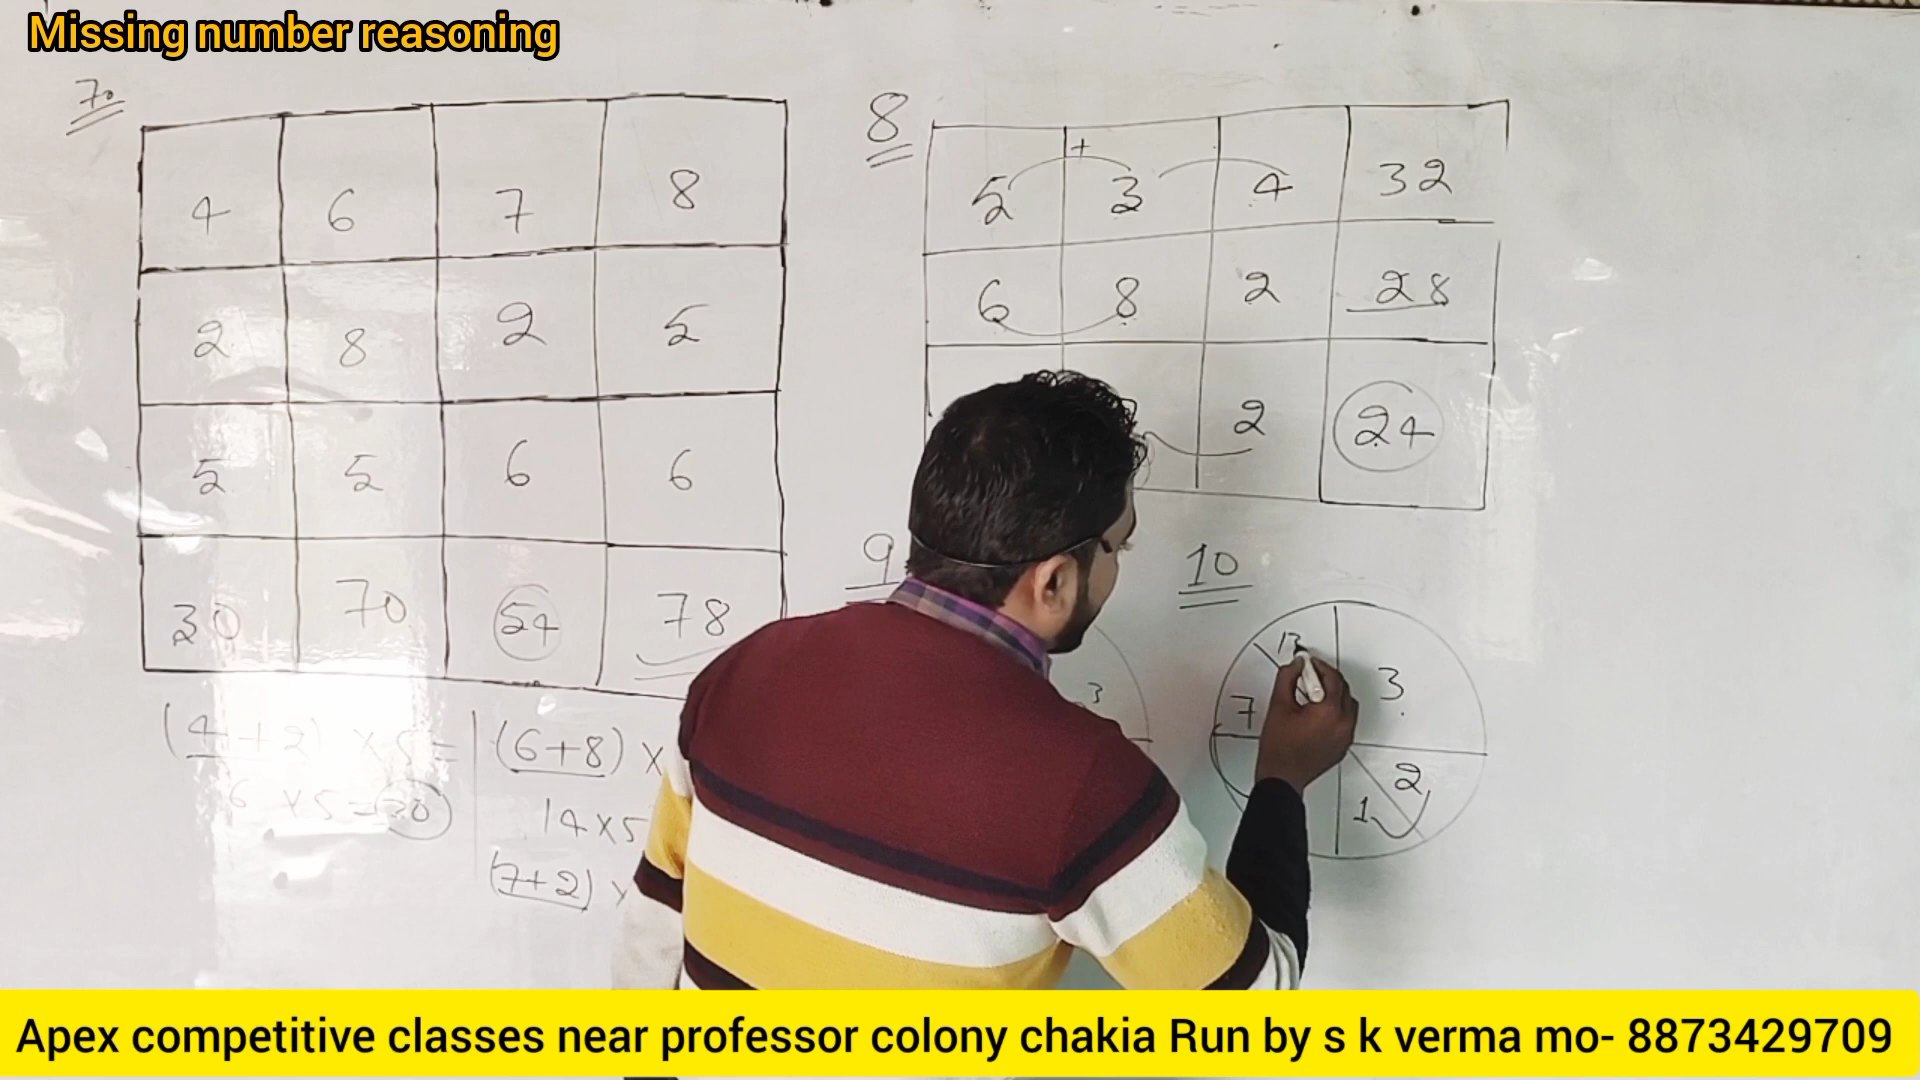 Missing number reasoning
7.
4 6 7 8
2 8 2 5
5 5 6 6
30 70 54 78
(4+2) × 5 =
6 × 5 = 30
(6+8) ×
14 × 5
(7+2) ×
8
+
5 3 4 32
6 8 2 28
2 24
9
3
10
13
7 3
2
1
Apex competitive classes near professor colony chakia Run by s k verma mo- 8873429709